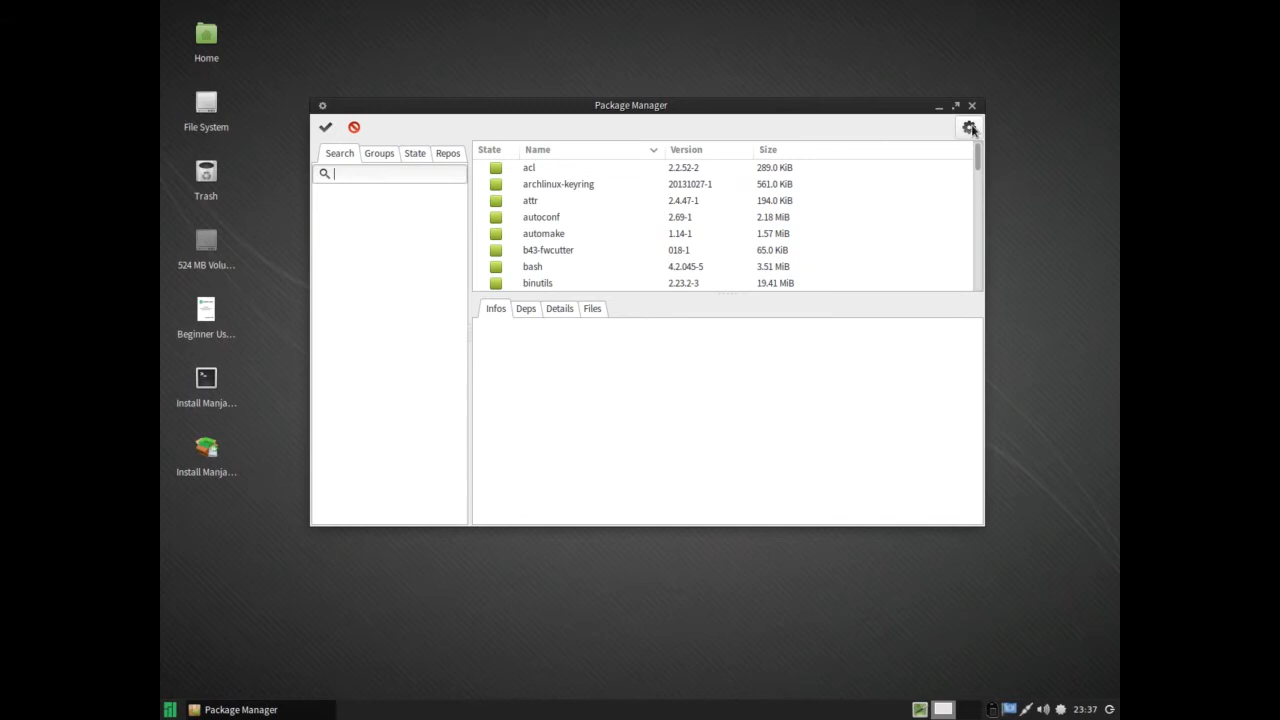 Home
File System
Trash
524 MB Volu...
Beginner Us...
Install Manja...
Install Manja...
Package Manager
Search Groups State Repos
State Name Version Size
acl 2.2.52-2 289.0 KiB
archlinux-keyring 20131027-1 561.0 KiB
attr 2.4.47-1 194.0 KiB
autoconf 2.69-1 2.18 MiB
automake 1.14-1 1.57 MiB
b43-fwcutter 018-1 65.0 KiB
bash 4.2.045-5 3.51 MiB
binutils 2.23.2-3 19.41 MiB
Infos Deps Details Files
Package Manager
23:37